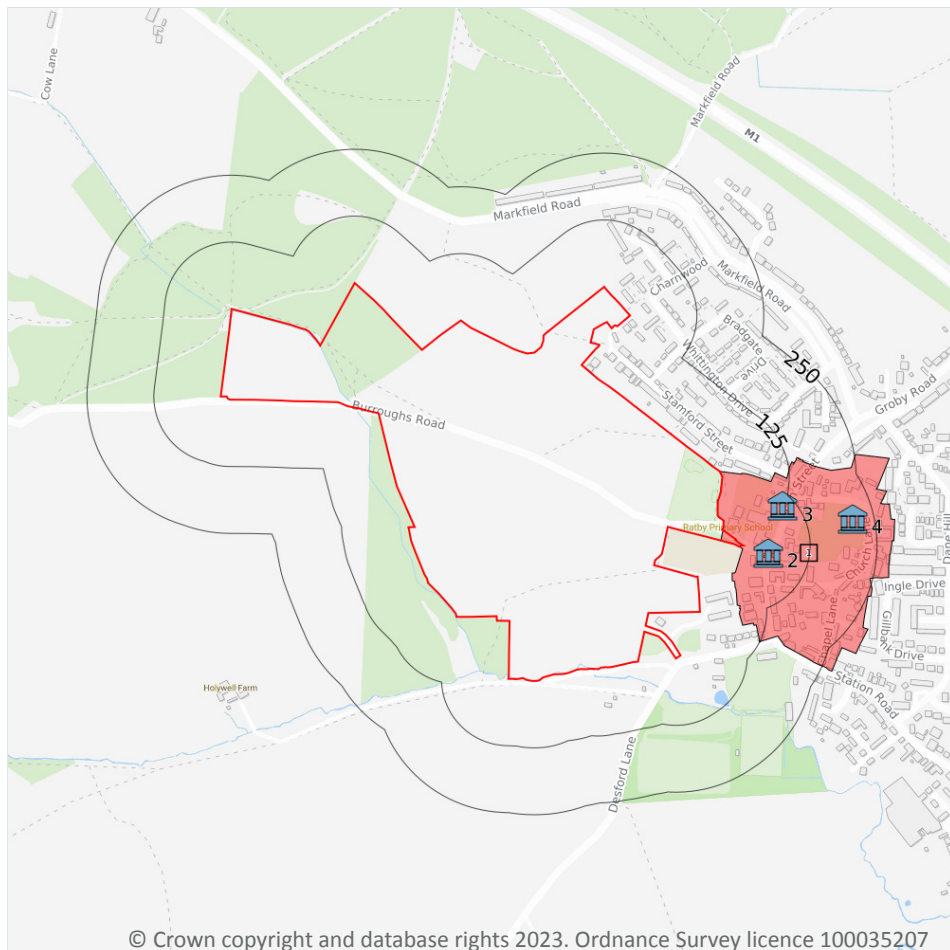 Cow Lane
Markfield Road
M1
Markfield Road
Charnwood
Markfield Road
Bradgate
Drive
Whittington Drive
250
Groby Road
Stamford Street
125
Burroughs Road
Street
Ratby Primary School
3
4
2
1
Church Lane
Dane Hill
Ingle Drive
Chapel Lane
Gillbank Drive
Station Road
Holywell Farm
Desford Lane
© Crown copyright and database rights 2023. Ordnance Survey licence 100035207